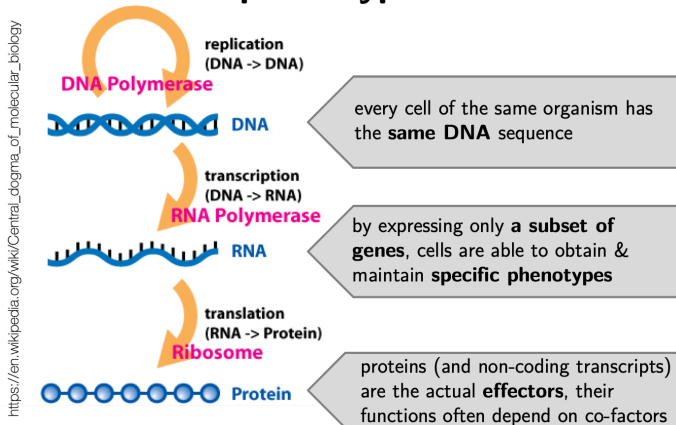 https://en.wikipedia.org/wiki/Central_dogma_of_molecular_biology
replication
(DNA -> DNA)
DNA Polymerase
DNA
every cell of the same organism has
the same DNA sequence
transcription
(DNA -> RNA)
RNA Polymerase
RNA
by expressing only a subset of
genes, cells are able to obtain &
maintain specific phenotypes
translation
(RNA -> Protein)
Ribosome
Protein
proteins (and non-coding transcripts)
are the actual effectors, their
functions often depend on co-factors